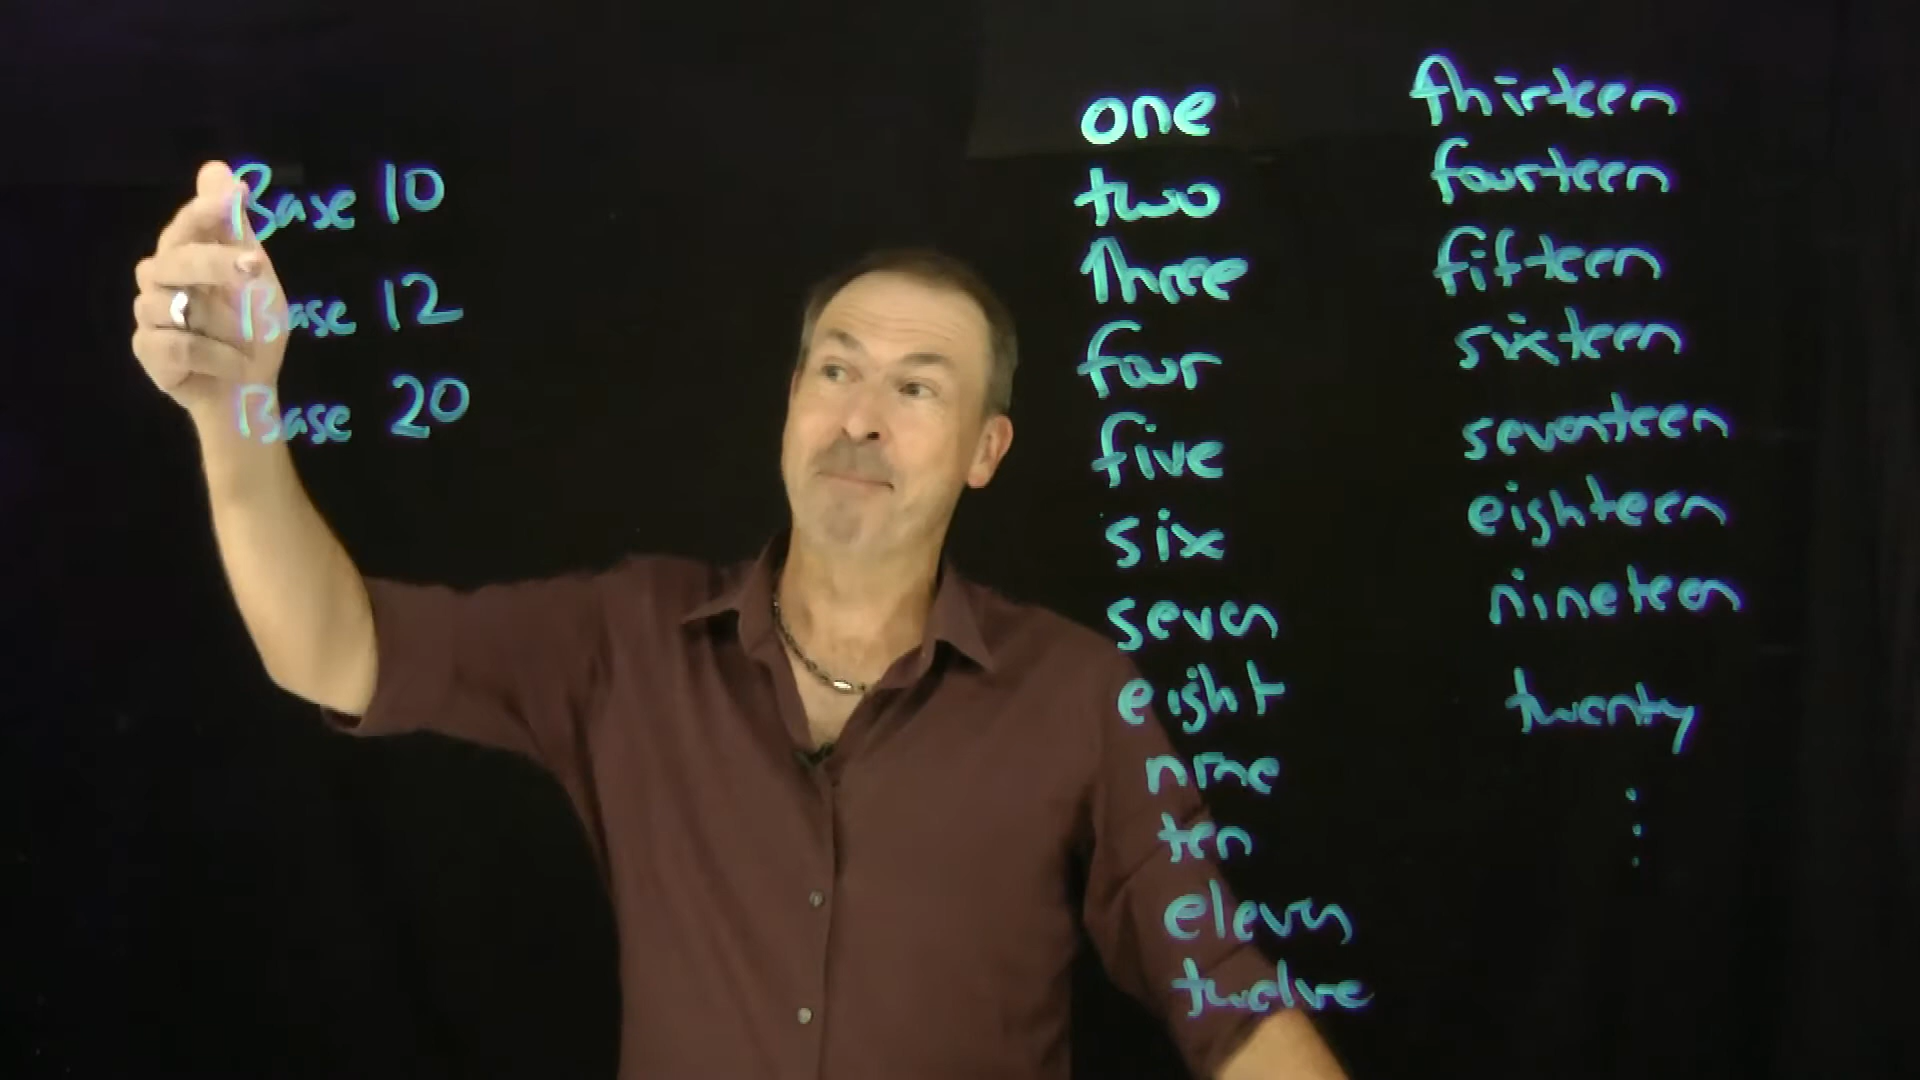 Base 10
Base 12
Base 20
one
two
three
four
five
six
seven
eight
nine
ten
eleven
twelve
thirteen
fourteen
fifteen
sixteen
seventeen
eighteen
nineteen
twenty